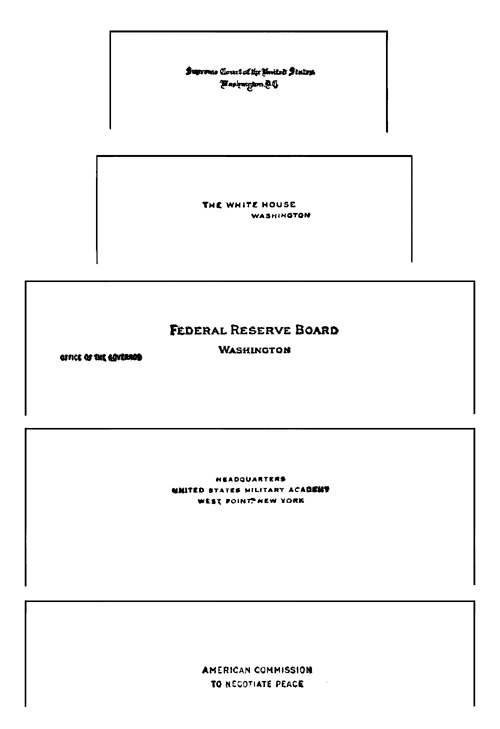 Supreme Court of the United States
Washington, D.C.
THE WHITE HOUSE
WASHINGTON
FEDERAL RESERVE BOARD
WASHINGTON
OFFICE OF THE GOVERNOR
HEADQUARTERS
UNITED STATES MILITARY ACADEMY
WEST POINT, NEW YORK
AMERICAN COMMISSION
TO NEGOTIATE PEACE